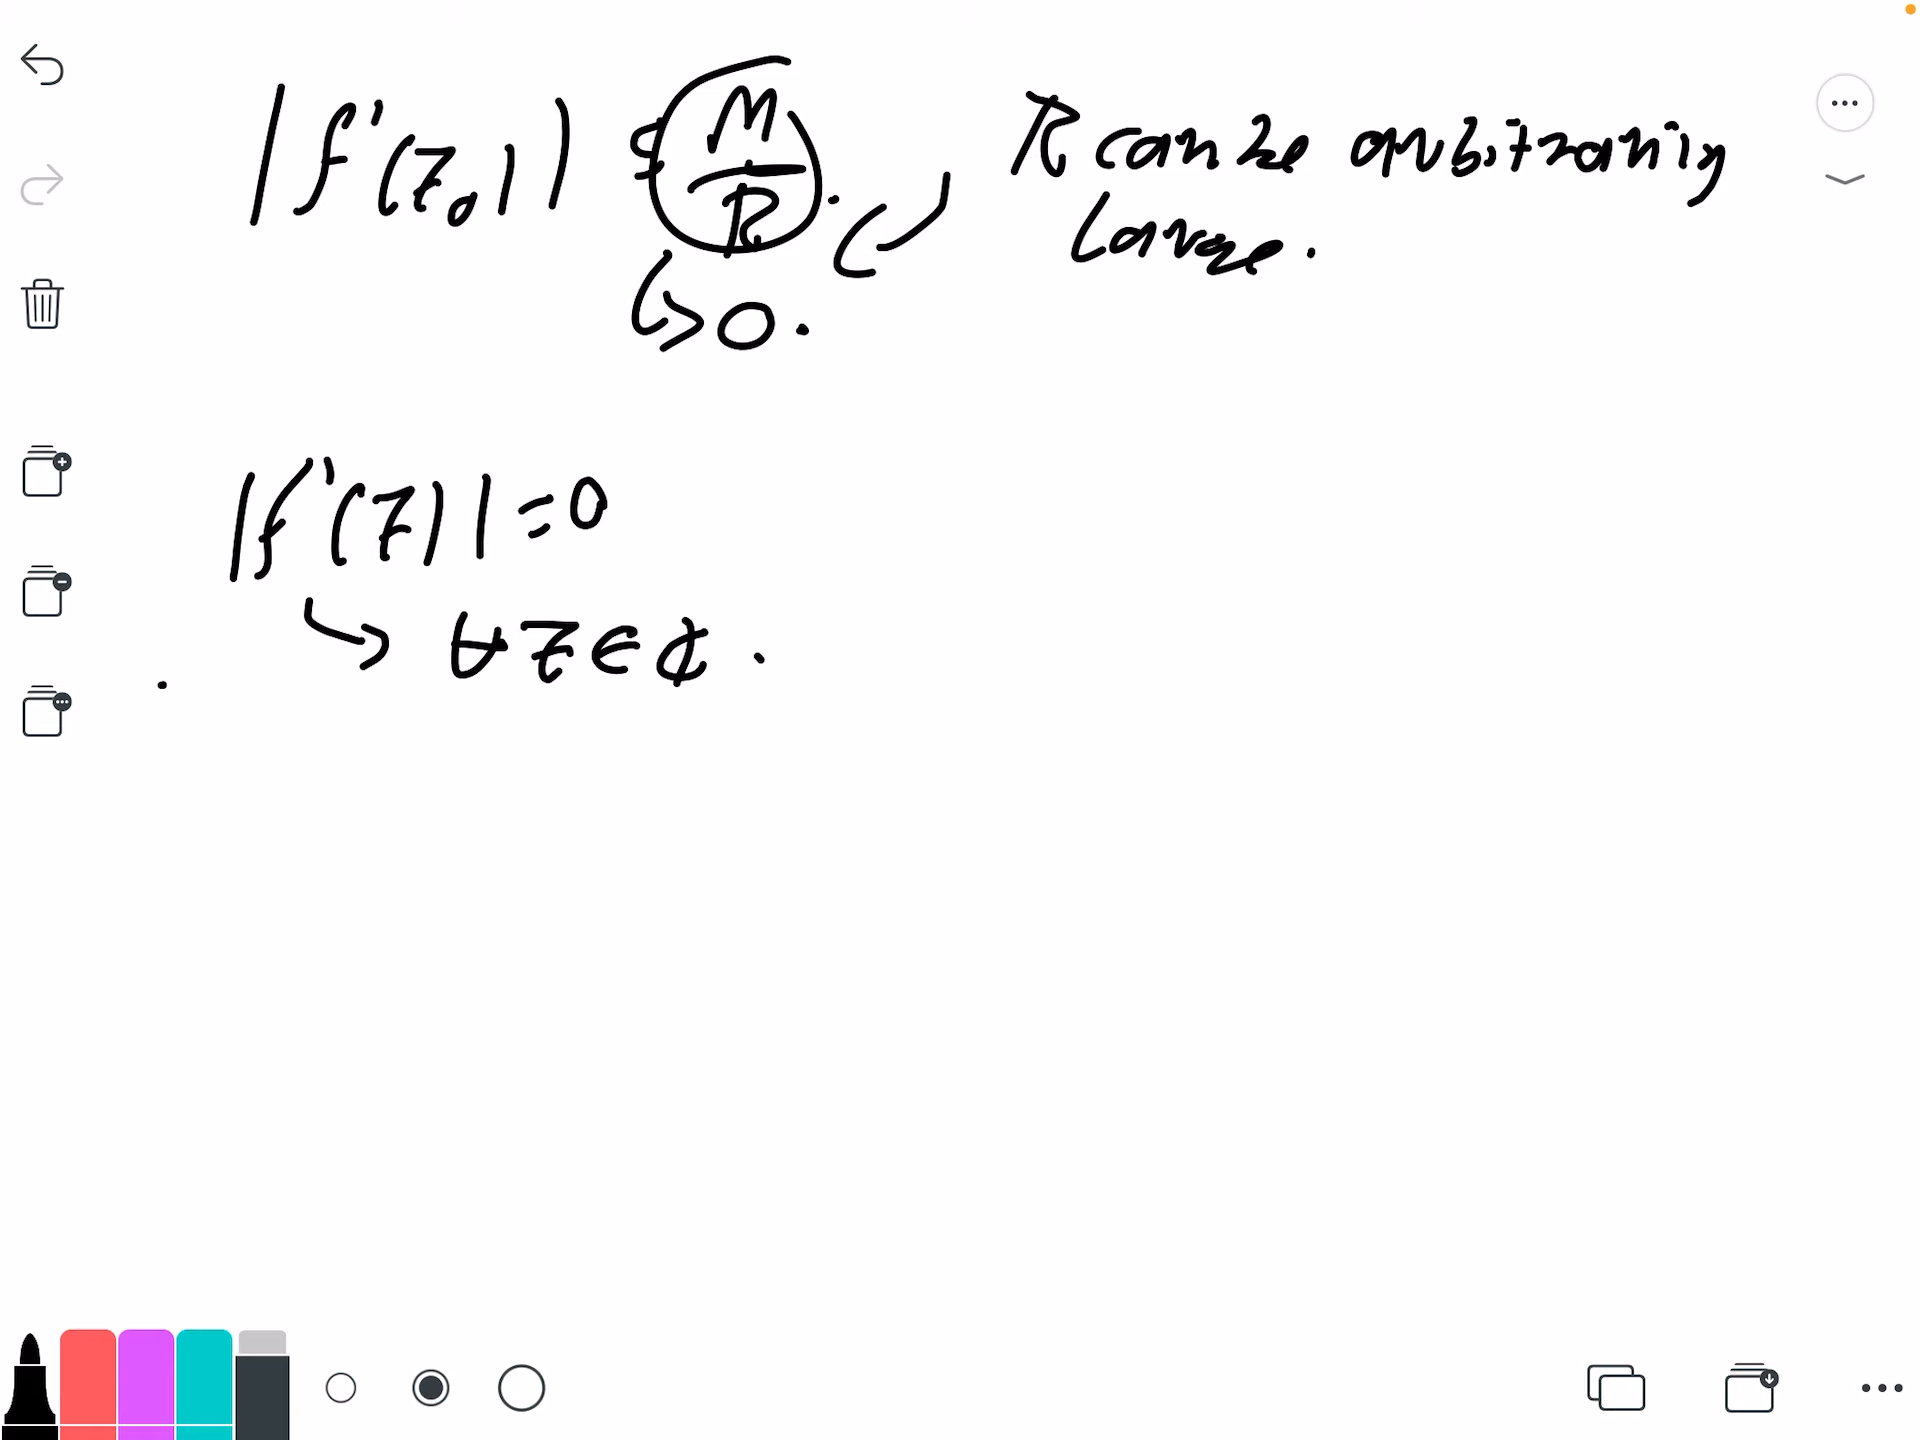 |f'(z₀)| ≤ M/R. R can be arbitrarily
large.
↳ 0.
|f'(z)| = 0
↳ ∀ z ∈ ℂ.